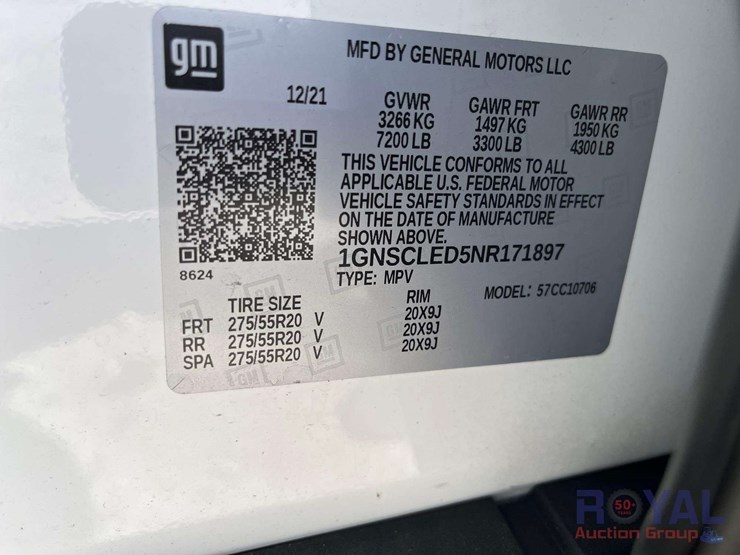 gm
MFD BY GENERAL MOTORS LLC
12/21
GVWR
3266 KG
7200 LB
GAWR FRT
1497 KG
3300 LB
GAWR RR
1950 KG
4300 LB
THIS VEHICLE CONFORMS TO ALL
APPLICABLE U.S. FEDERAL MOTOR
VEHICLE SAFETY STANDARDS IN EFFECT
ON THE DATE OF MANUFACTURE
SHOWN ABOVE.
1GNSCLED5NR171897
8624
TYPE: MPV
MODEL: 57CC10706
TIRE SIZE
RIM
FRT 275/55R20 V 20X9J
RR 275/55R20 V 20X9J
SPA 275/55R20 V 20X9J
ROYAL
50+
Auction Group